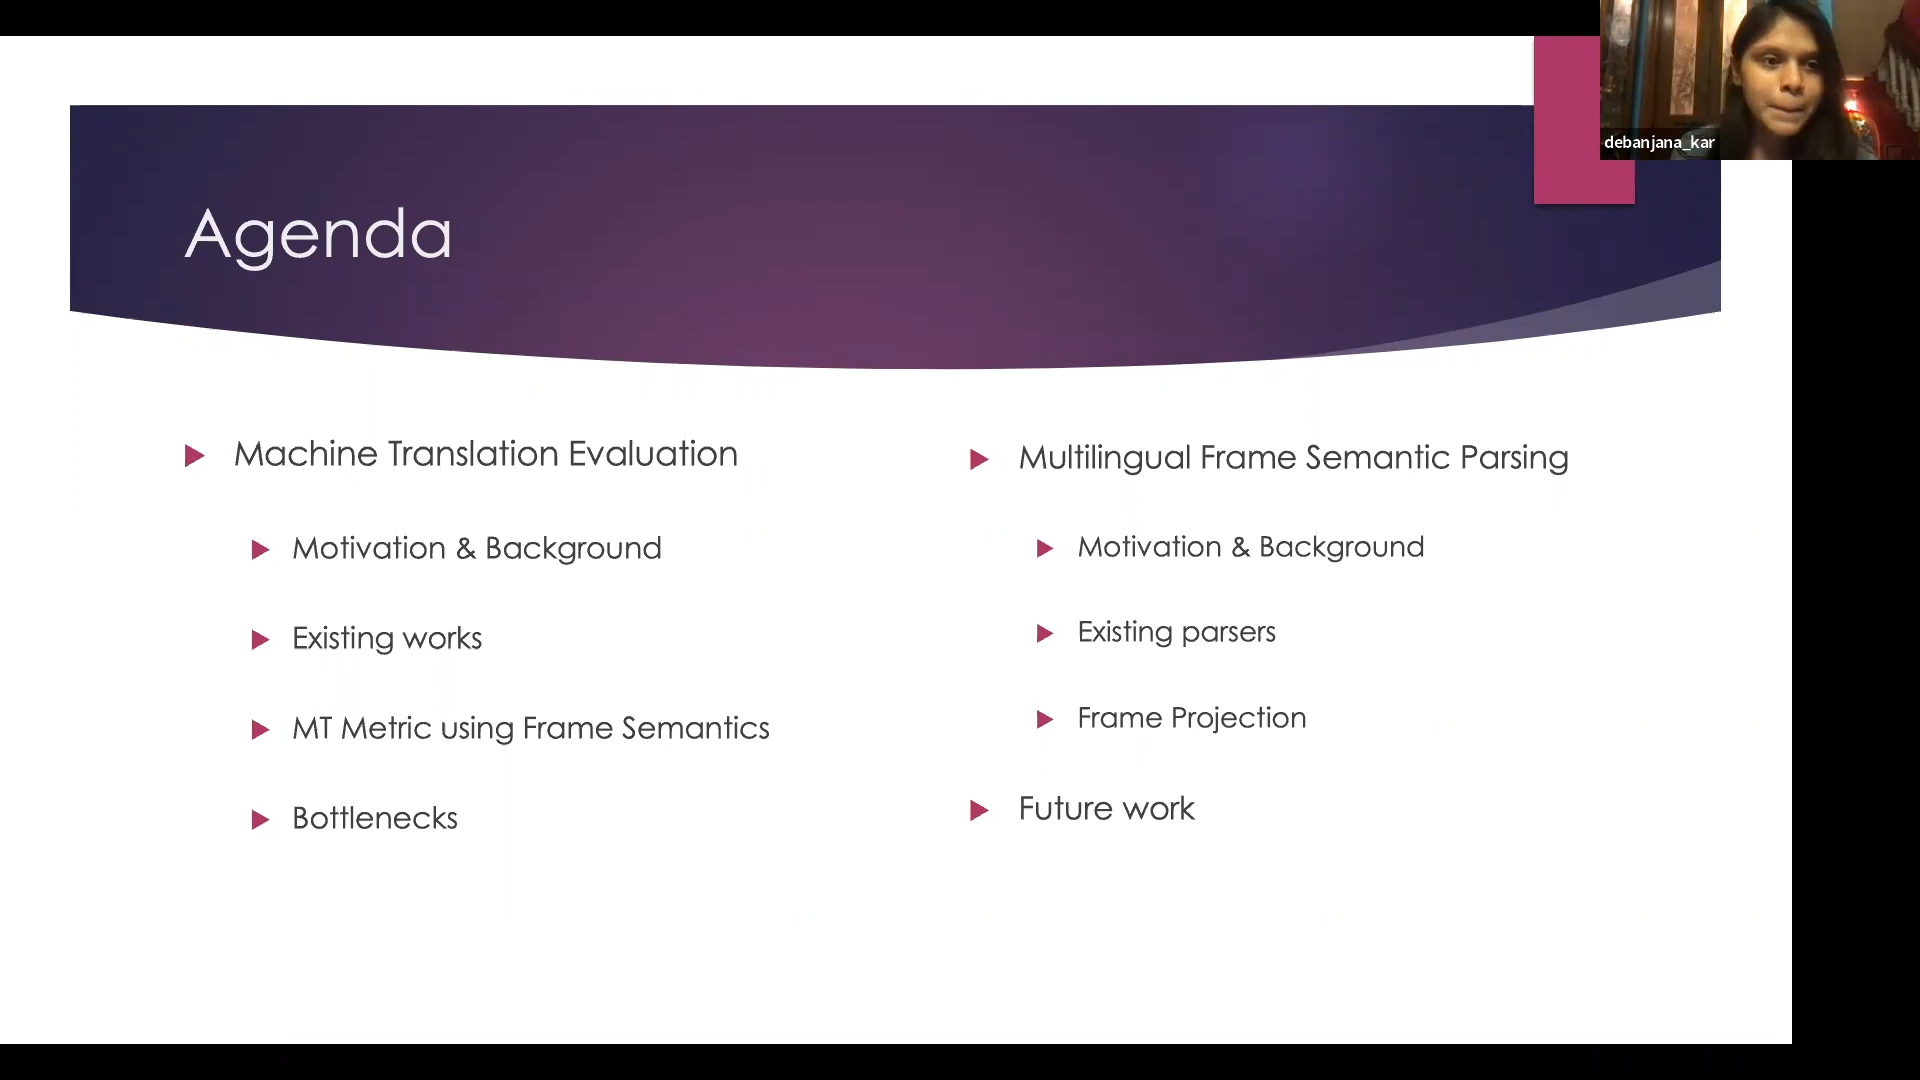 debanjana_kar
Agenda
Machine Translation Evaluation
Motivation & Background
Existing works
MT Metric using Frame Semantics
Bottlenecks
Multilingual Frame Semantic Parsing
Motivation & Background
Existing parsers
Frame Projection
Future work